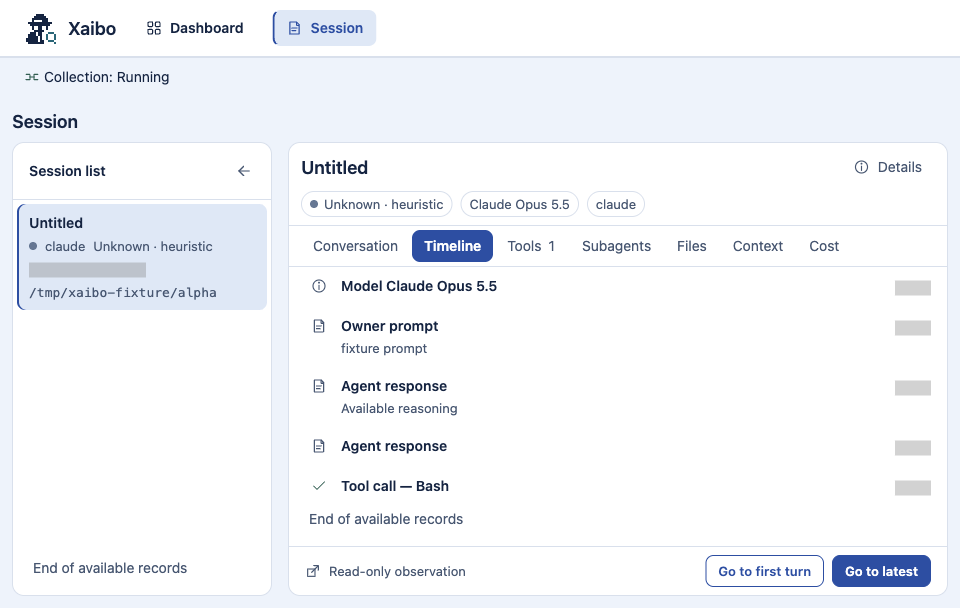 Xaibo
Dashboard
Session
Collection: Running
Session
Session list
Untitled
claude Unknown · heuristic
/tmp/xaibo-fixture/alpha
End of available records
Untitled
Details
Unknown · heuristic
Claude Opus 5.5
claude
Conversation
Timeline
Tools 1
Subagents
Files
Context
Cost
Model Claude Opus 5.5
Owner prompt
fixture prompt
Agent response
Available reasoning
Agent response
Tool call — Bash
End of available records
Read-only observation
Go to first turn
Go to latest